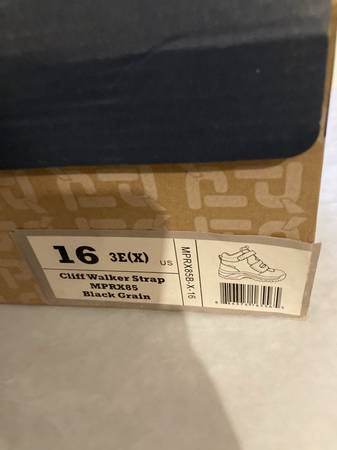 16 3E(X) US
Cliff Walker Strap
MPRX85
Black Grain
MPRX85B-X-16